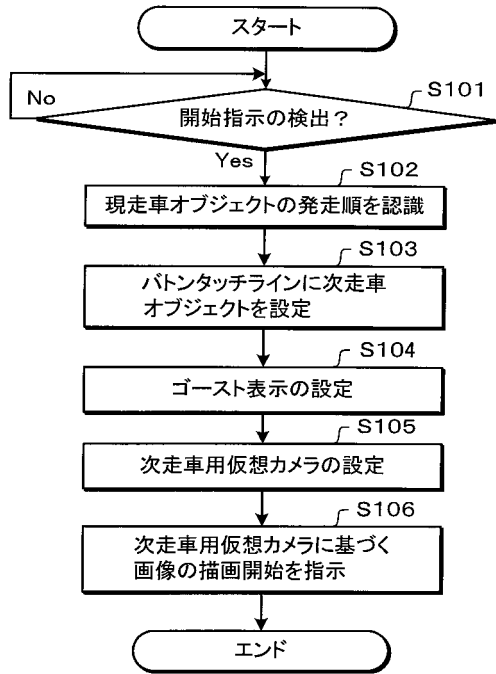 スタート
No
S101
開始指示の検出?
Yes
S102
現走車オブジェクトの発走順を認識
S103
バトンタッチラインに次走車
オブジェクトを設定
S104
ゴースト表示の設定
S105
次走車用仮想カメラの設定
S106
次走車用仮想カメラに基づく
画像の描画開始を指示
エンド